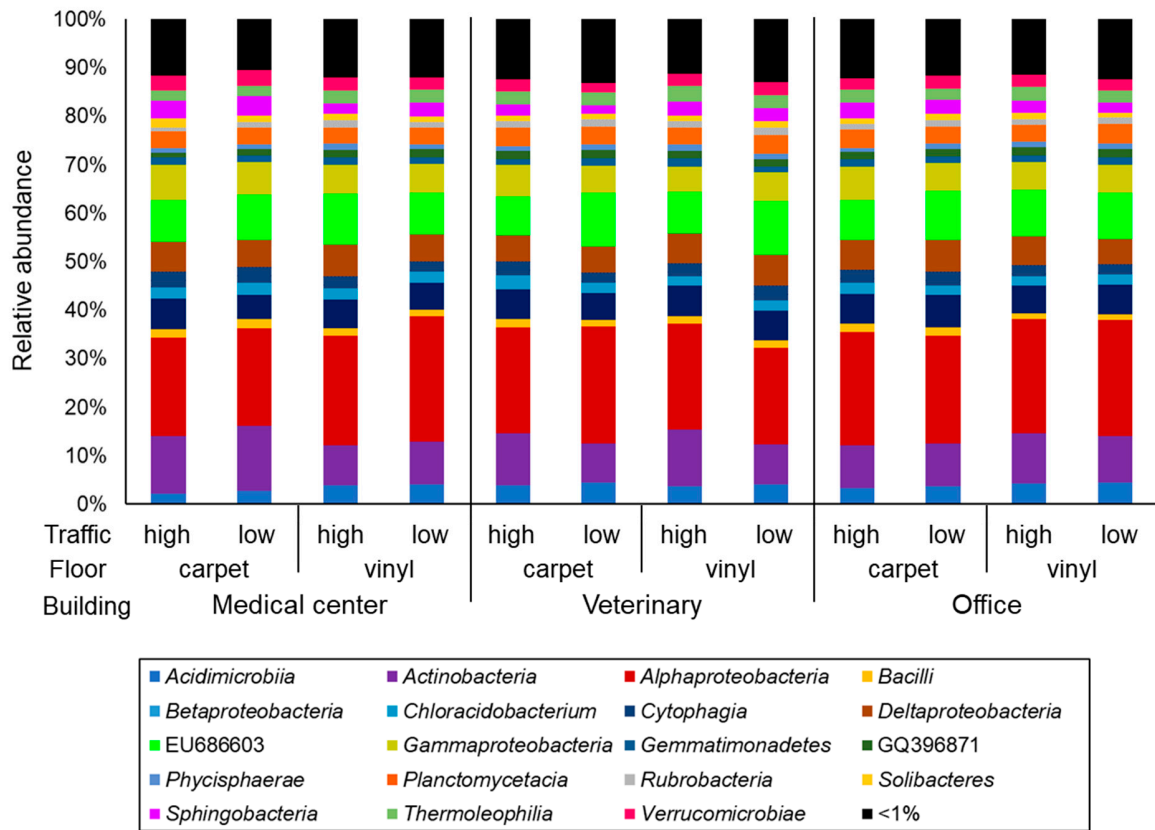 100%
90%
80%
70%
60%
50%
40%
30%
20%
10%
0%
Relative abundance
Traffic high low high low high low high low high low high low
Floor carpet vinyl carpet vinyl carpet vinyl
Building Medical center Veterinary Office
Acidimicrobiia Actinobacteria Alphaproteobacteria Bacilli
Betaproteobacteria Chloracidobacterium Cytophagia Deltaproteobacteria
EU686603 Gammaproteobacteria Gemmatimonadetes GQ396871
Phycisphaerae Planctomycetacia Rubrobacteria Solibacteres
Sphingobacteria Thermoleophilia Verrucomicrobiae <1%